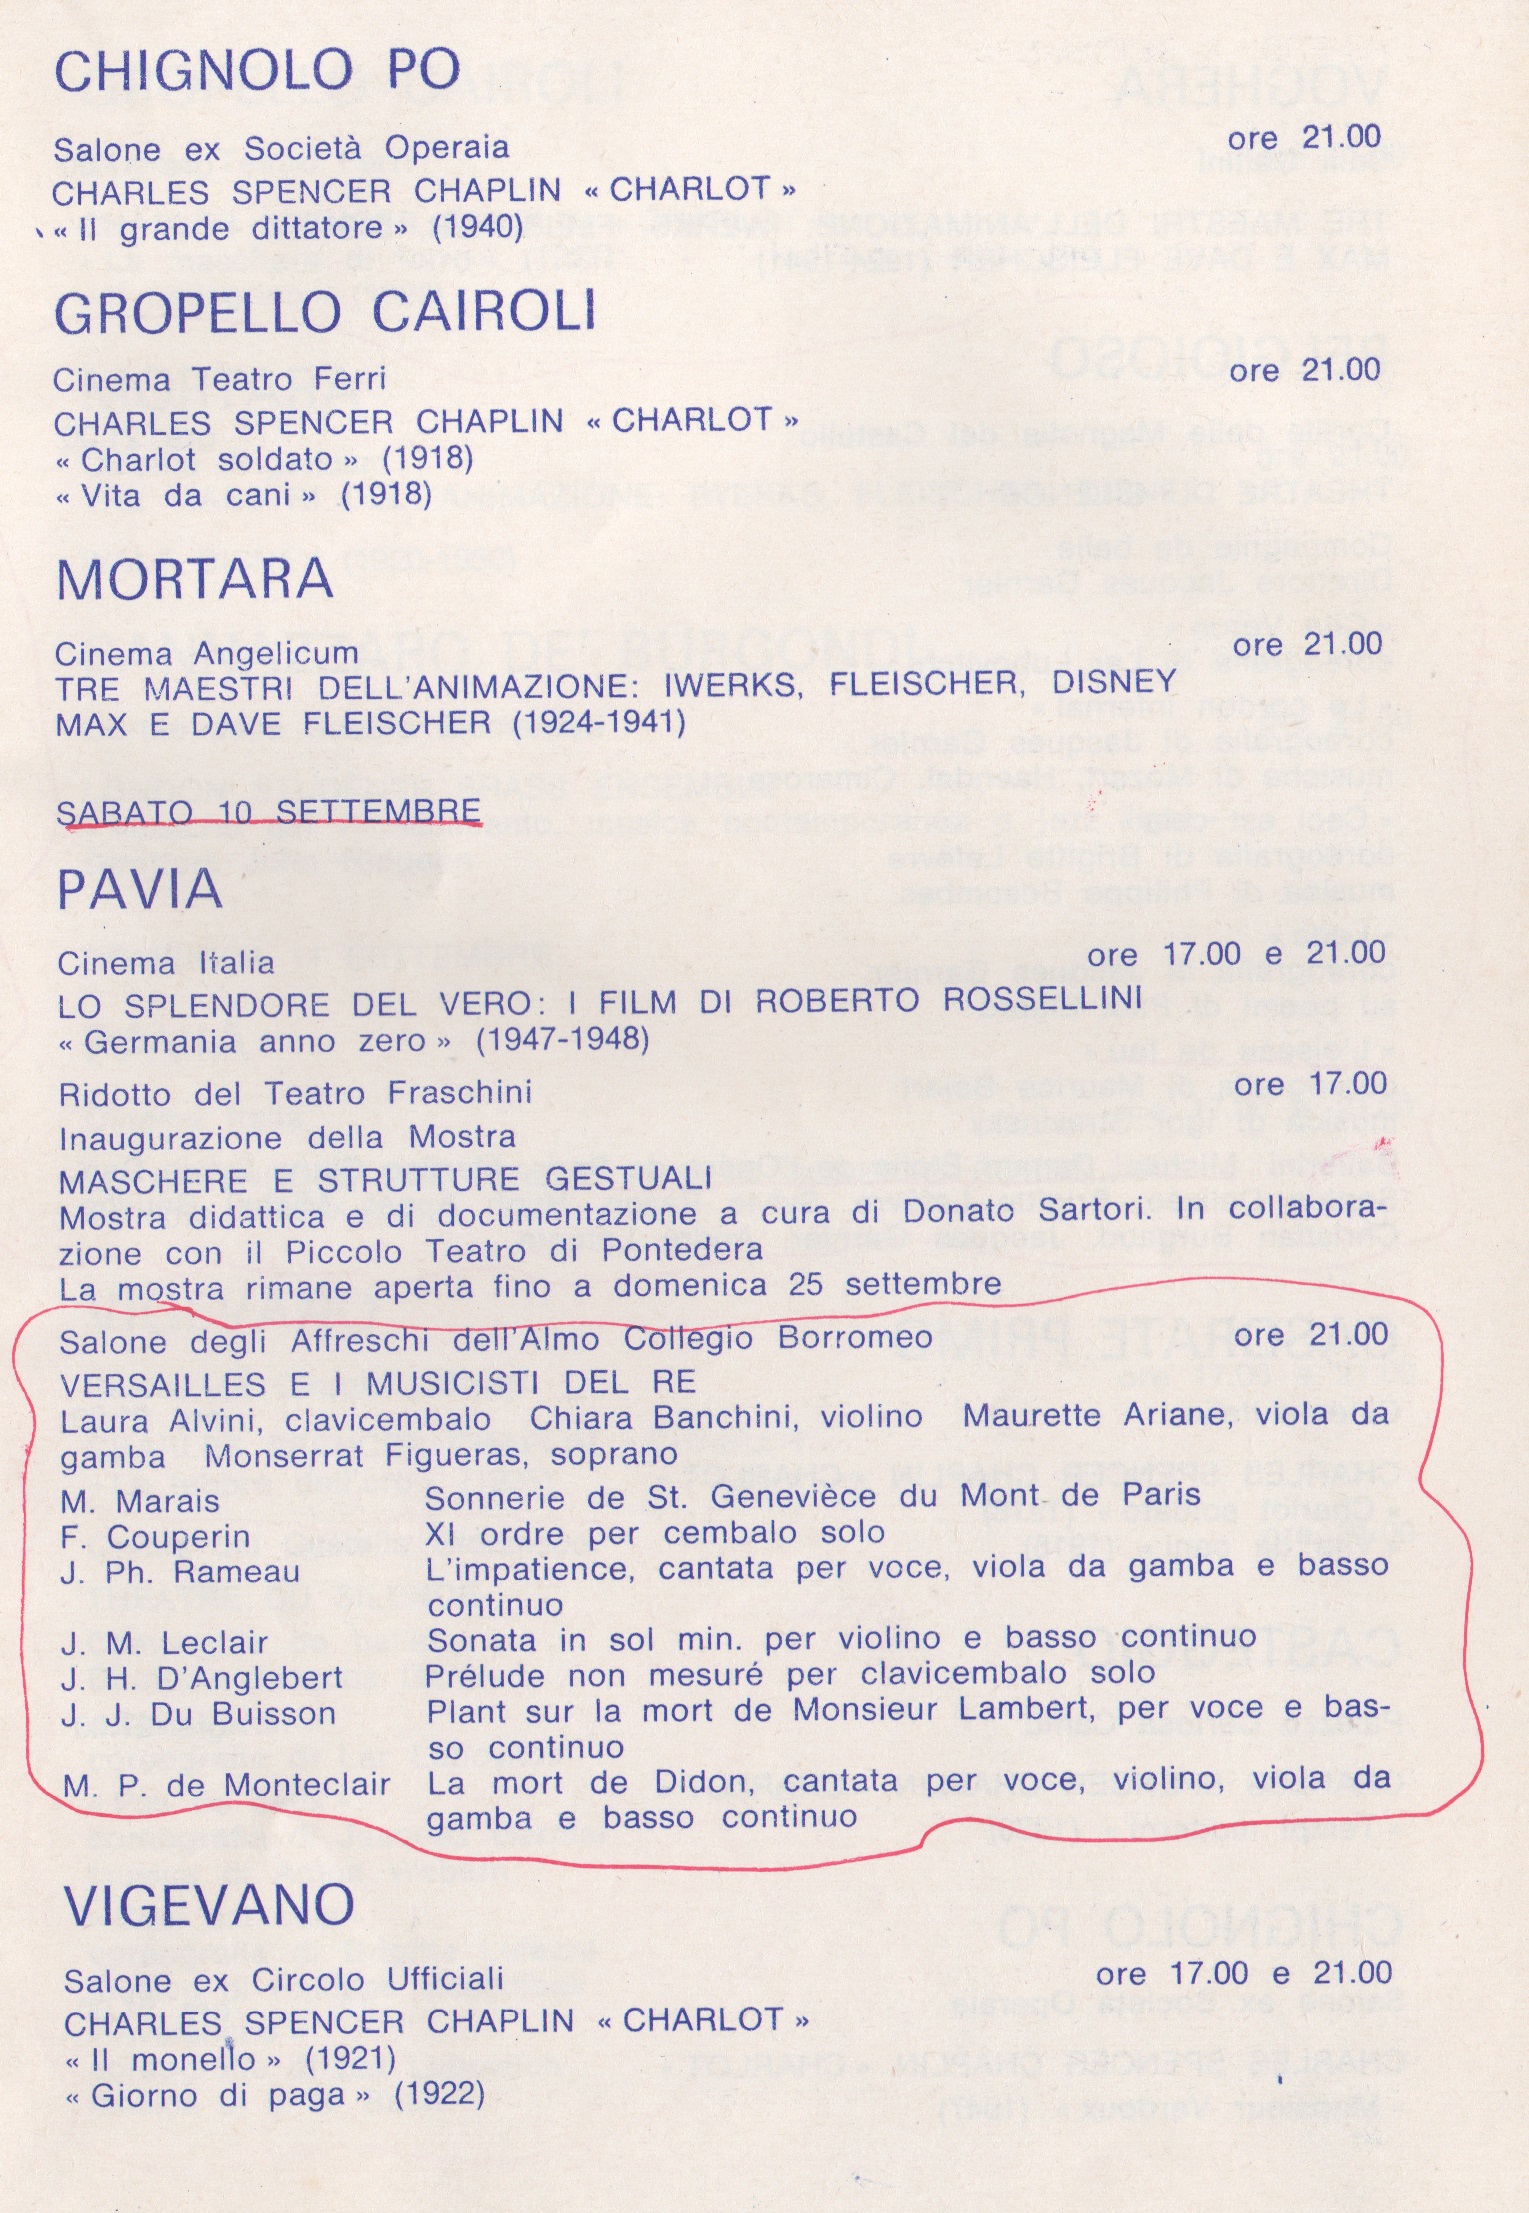 CHIGNOLO PO
Salone ex Società Operaia ore 21.00
CHARLES SPENCER CHAPLIN « CHARLOT »
« Il grande dittatore » (1940)
GROPELLO CAIROLI
Cinema Teatro Ferri ore 21.00
CHARLES SPENCER CHAPLIN « CHARLOT »
« Charlot soldato » (1918)
« Vita da cani » (1918)
MORTARA
Cinema Angelicum ore 21.00
TRE MAESTRI DELL'ANIMAZIONE: IWERKS, FLEISCHER, DISNEY
MAX E DAVE FLEISCHER (1924-1941)
SABATO 10 SETTEMBRE
PAVIA
Cinema Italia ore 17.00 e 21.00
LO SPLENDORE DEL VERO: I FILM DI ROBERTO ROSSELLINI
« Germania anno zero » (1947-1948)
Ridotto del Teatro Fraschini ore 17.00
Inaugurazione della Mostra
MASCHERE E STRUTTURE GESTUALI
Mostra didattica e di documentazione a cura di Donato Sartori. In collabora-
zione con il Piccolo Teatro di Pontedera
La mostra rimane aperta fino a domenica 25 settembre
Salone degli Affreschi dell'Almo Collegio Borromeo ore 21.00
VERSAILLES E I MUSICISTI DEL RE
Laura Alvini, clavicembalo Chiara Banchini, violino Maurette Ariane, viola da
gamba Monserrat Figueras, soprano
M. Marais Sonnerie de St. Genevièce du Mont de Paris
F. Couperin XI ordre per cembalo solo
J. Ph. Rameau L'impatience, cantata per voce, viola da gamba e basso
continuo
J. M. Leclair Sonata in sol min. per violino e basso continuo
J. H. D'Anglebert Prélude non mesuré per clavicembalo solo
J. J. Du Buisson Plant sur la mort de Monsieur Lambert, per voce e bas-
so continuo
M. P. de Monteclair La mort de Didon, cantata per voce, violino, viola da
gamba e basso continuo
VIGEVANO
Salone ex Circolo Ufficiali ore 17.00 e 21.00
CHARLES SPENCER CHAPLIN « CHARLOT »
« Il monello » (1921)
« Giorno di paga » (1922)